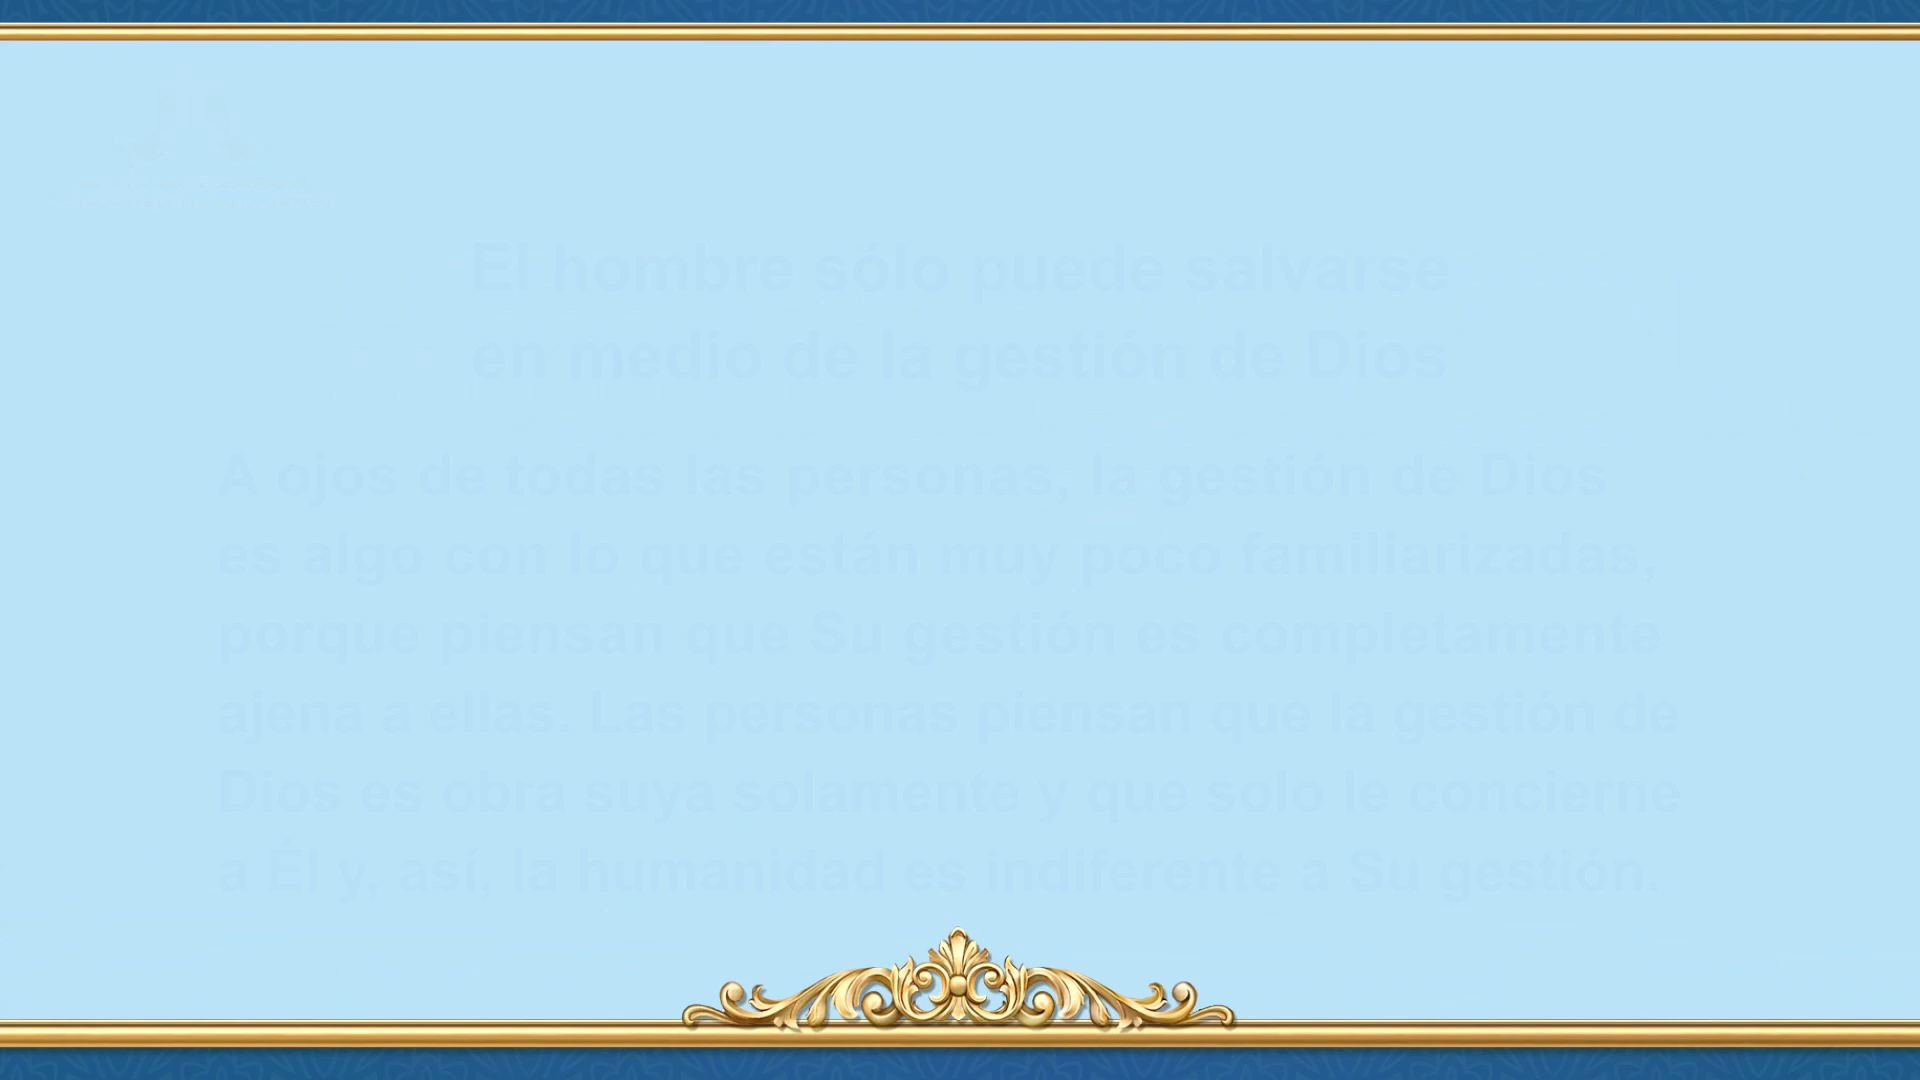 El hombre sólo puede salvarse
en medio de la gestión de Dios
A ojos de todas las personas, la gestión de Dios
es algo con lo que están muy poco familiarizadas,
porque piensan que Su gestión es completamente
ajena a ellas. Las personas piensan que la gestión de
Dios es obra suya solamente y que solo le concierne
a Él y, así, la humanidad es indiferente a Su gestión.